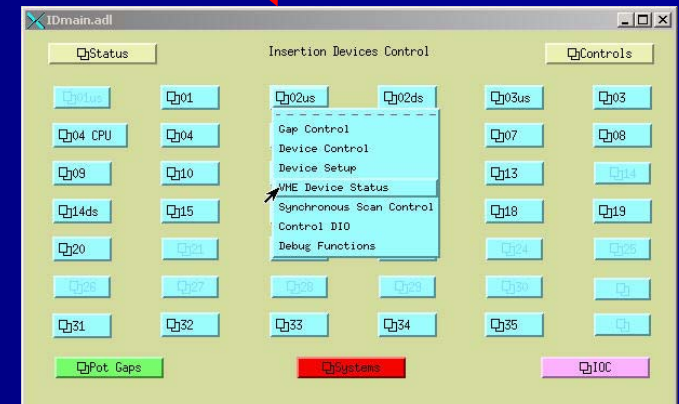 IDmain.adl
Status Insertion Devices Control Controls
01us 01 02us 02ds 03us 03
04 CPU 04 07 08
09 10 13 14
14ds 15 18 19
20 21 24 25
26 27 28 29 30
31 32 33 34 35
Gap Control
Device Control
Device Setup
VME Device Status
Synchronous Scan Control
Control DIO
Debug Functions
Pot Gaps Systems IOC